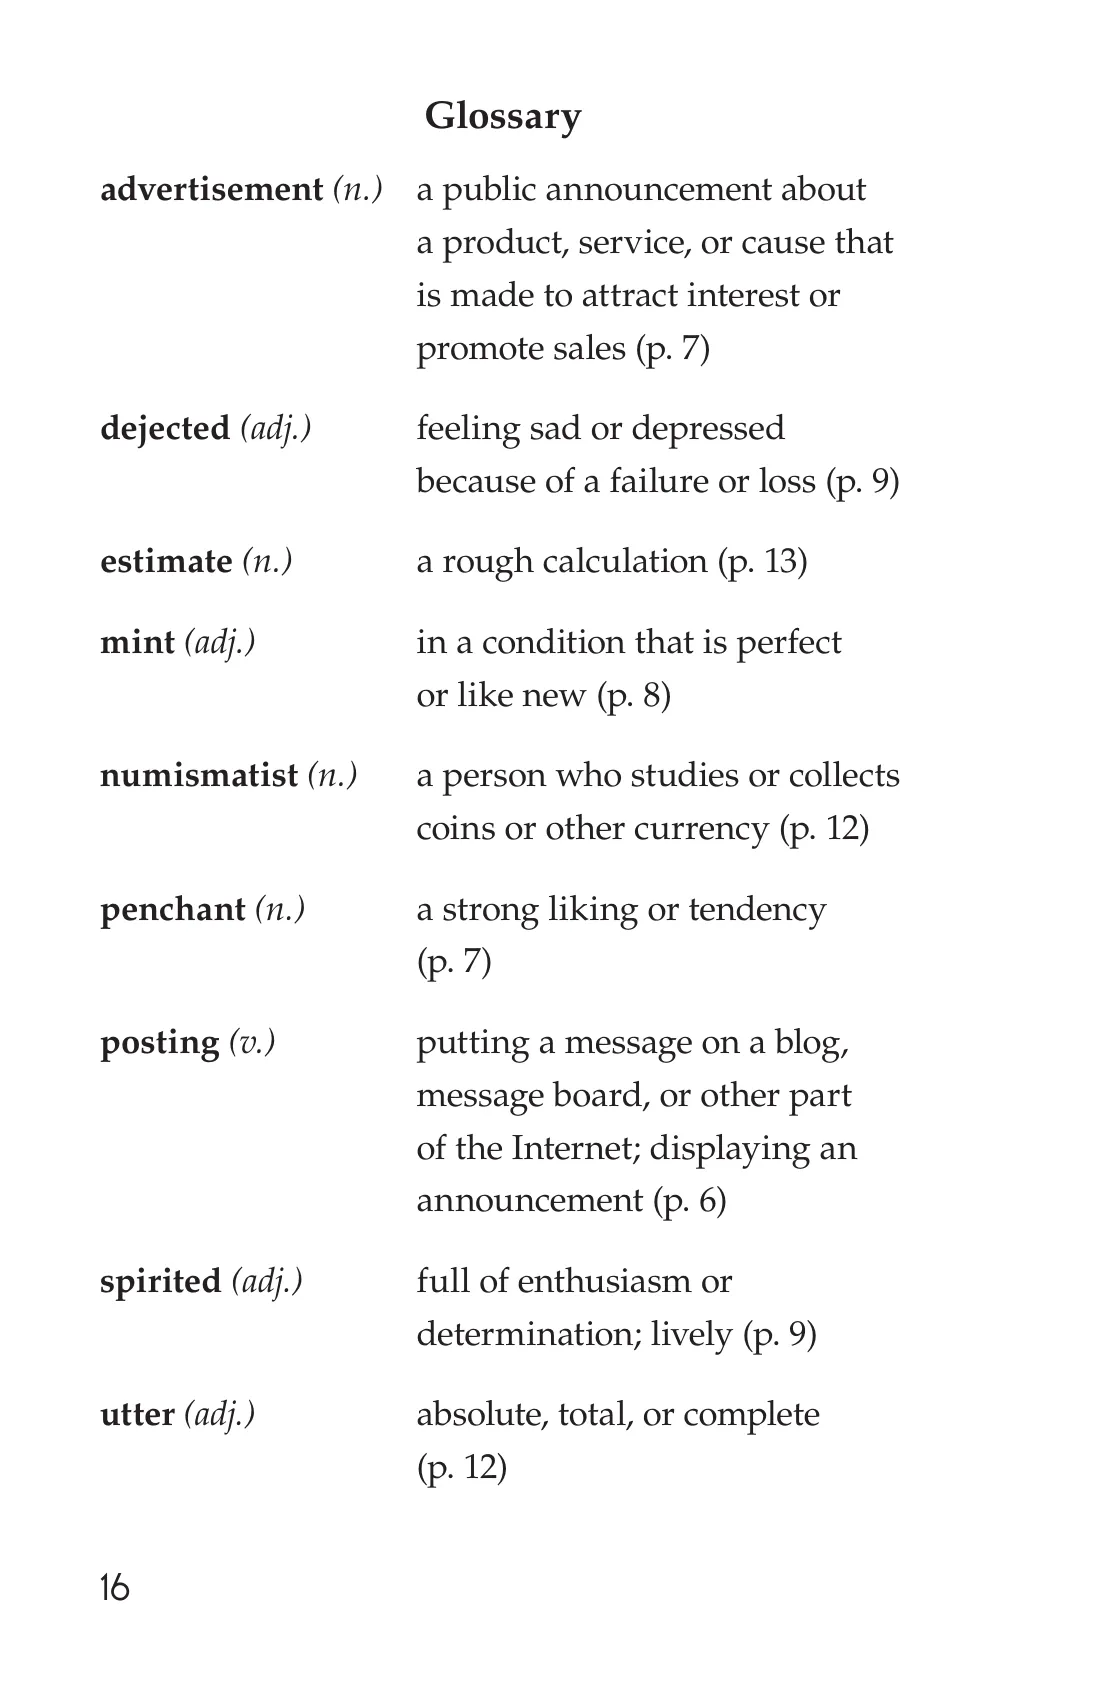 Glossary
advertisement (n.) a public announcement about
a product, service, or cause that
is made to attract interest or
promote sales (p. 7)
dejected (adj.) feeling sad or depressed
because of a failure or loss (p. 9)
estimate (n.) a rough calculation (p. 13)
mint (adj.) in a condition that is perfect
or like new (p. 8)
numismatist (n.) a person who studies or collects
coins or other currency (p. 12)
penchant (n.) a strong liking or tendency
(p. 7)
posting (v.) putting a message on a blog,
message board, or other part
of the Internet; displaying an
announcement (p. 6)
spirited (adj.) full of enthusiasm or
determination; lively (p. 9)
utter (adj.) absolute, total, or complete
(p. 12)
16